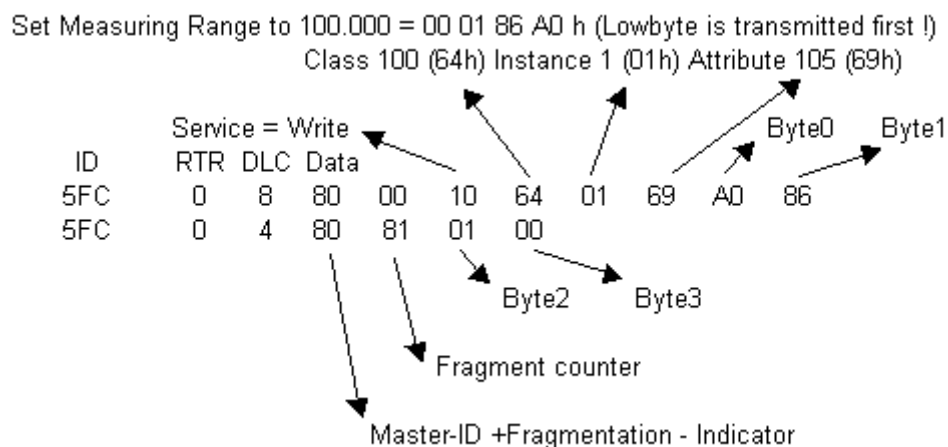 Set Measuring Range to 100.000 = 00 01 86 A0 h (Lowbyte is transmitted first !)
Class 100 (64h) Instance 1 (01h) Attribute 105 (69h)
Service = Write Byte0 Byte1
ID RTR DLC Data
5FC 0 8 80 00 10 64 01 69 A0 86
5FC 0 4 80 81 01 00
Byte2 Byte3
Fragment counter
Master-ID +Fragmentation - Indicator